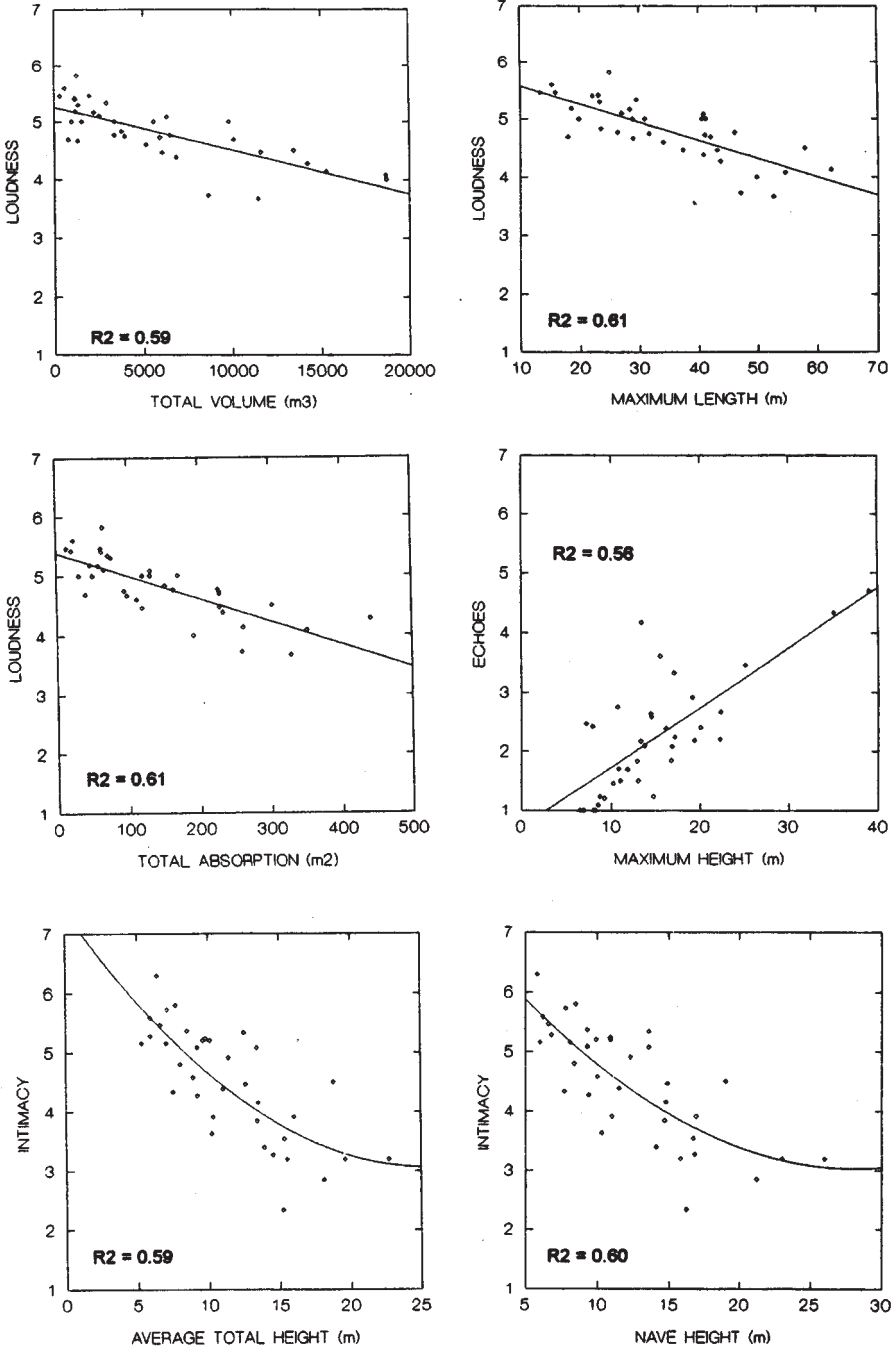 7
6
5
4
3
2
1
LOUDNESS
R2 = 0.59
0 5000 10000 15000 20000
TOTAL VOLUME (m3)
7
6
5
4
3
2
1
LOUDNESS
R2 = 0.61
10 20 30 40 50 60 70
MAXIMUM LENGTH (m)
7
6
5
4
3
2
1
LOUDNESS
R2 = 0.61
0 100 200 300 400 500
TOTAL ABSORPTION (m2)
7
6
5
4
3
2
1
ECHOES
R2 = 0.56
0 10 20 30 40
MAXIMUM HEIGHT (m)
7
6
5
4
3
2
1
INTIMACY
R2 = 0.59
0 5 10 15 20 25
AVERAGE TOTAL HEIGHT (m)
7
6
5
4
3
2
1
INTIMACY
R2 = 0.60
5 10 15 20 25 30
NAVE HEIGHT (m)